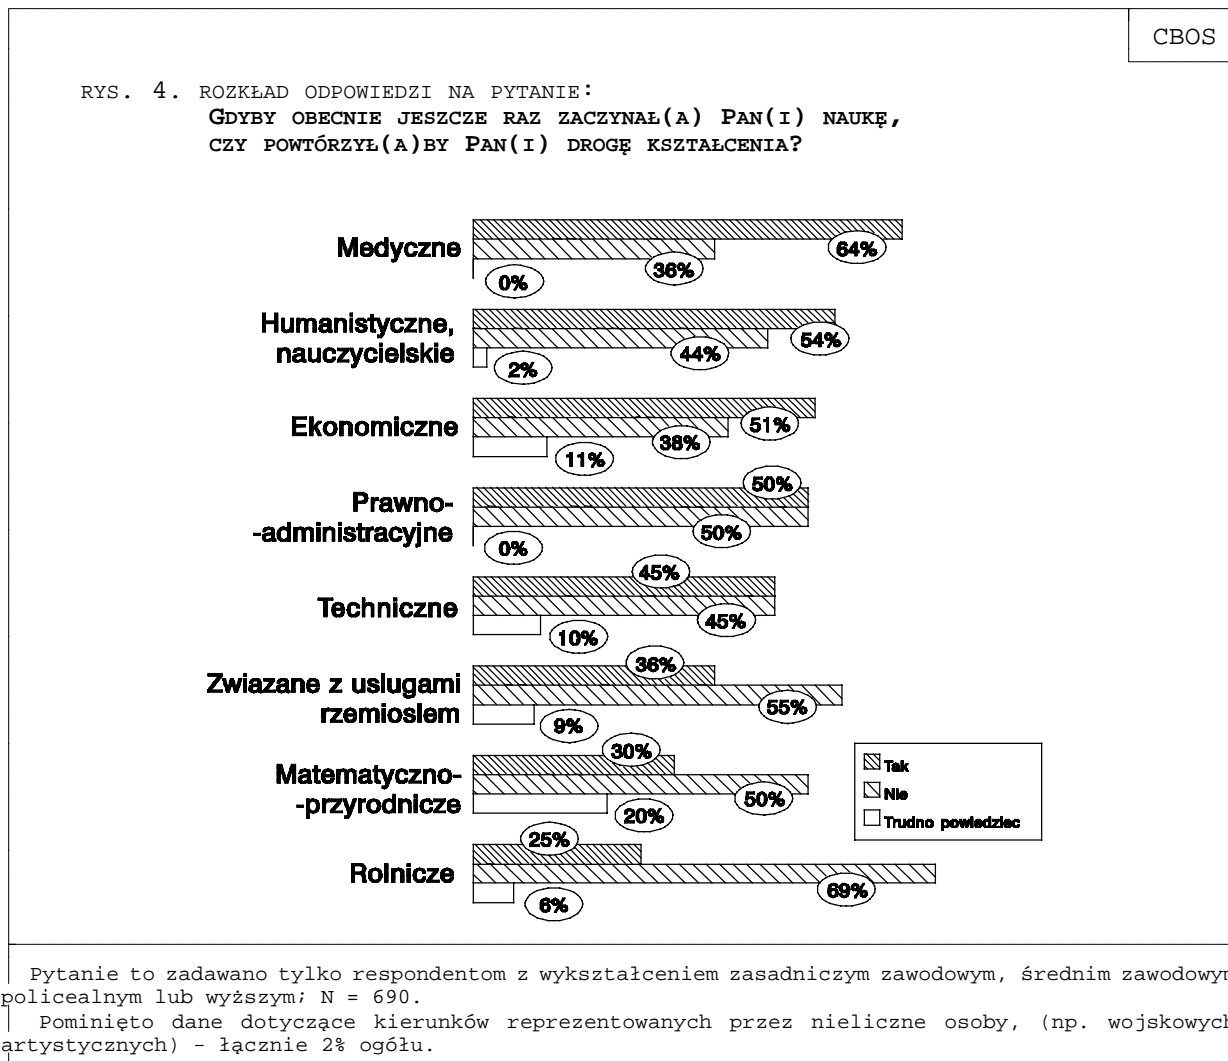 CBOS
RYS. 4. ROZKŁAD ODPOWIEDZI NA PYTANIE:
GDYBY OBECNIE JESZCZE RAZ ZACZYNAŁ(A) PAN(I) NAUKĘ,
CZY POWTÓRZYŁ(A)BY PAN(I) DROGĘ KSZTAŁCENIA?
Medyczne
64%
36%
0%
Humanistyczne,
nauczycielskie
54%
44%
2%
Ekonomiczne
51%
38%
11%
Prawno-
-administracyjne
50%
50%
0%
Techniczne
45%
45%
10%
Zwiazane z uslugami
rzemioslem
36%
55%
9%
Matematyczno-
-przyrodnicze
30%
50%
20%
Rolnicze
25%
69%
6%
Tak
Nie
Trudno powiedziec
Pytanie to zadawano tylko respondentom z wykształceniem zasadniczym zawodowym, średnim zawodowym
policealnym lub wyższym; N = 690.
Pominięto dane dotyczące kierunków reprezentowanych przez nieliczne osoby, (np. wojskowych
artystycznych) - łącznie 2% ogółu.